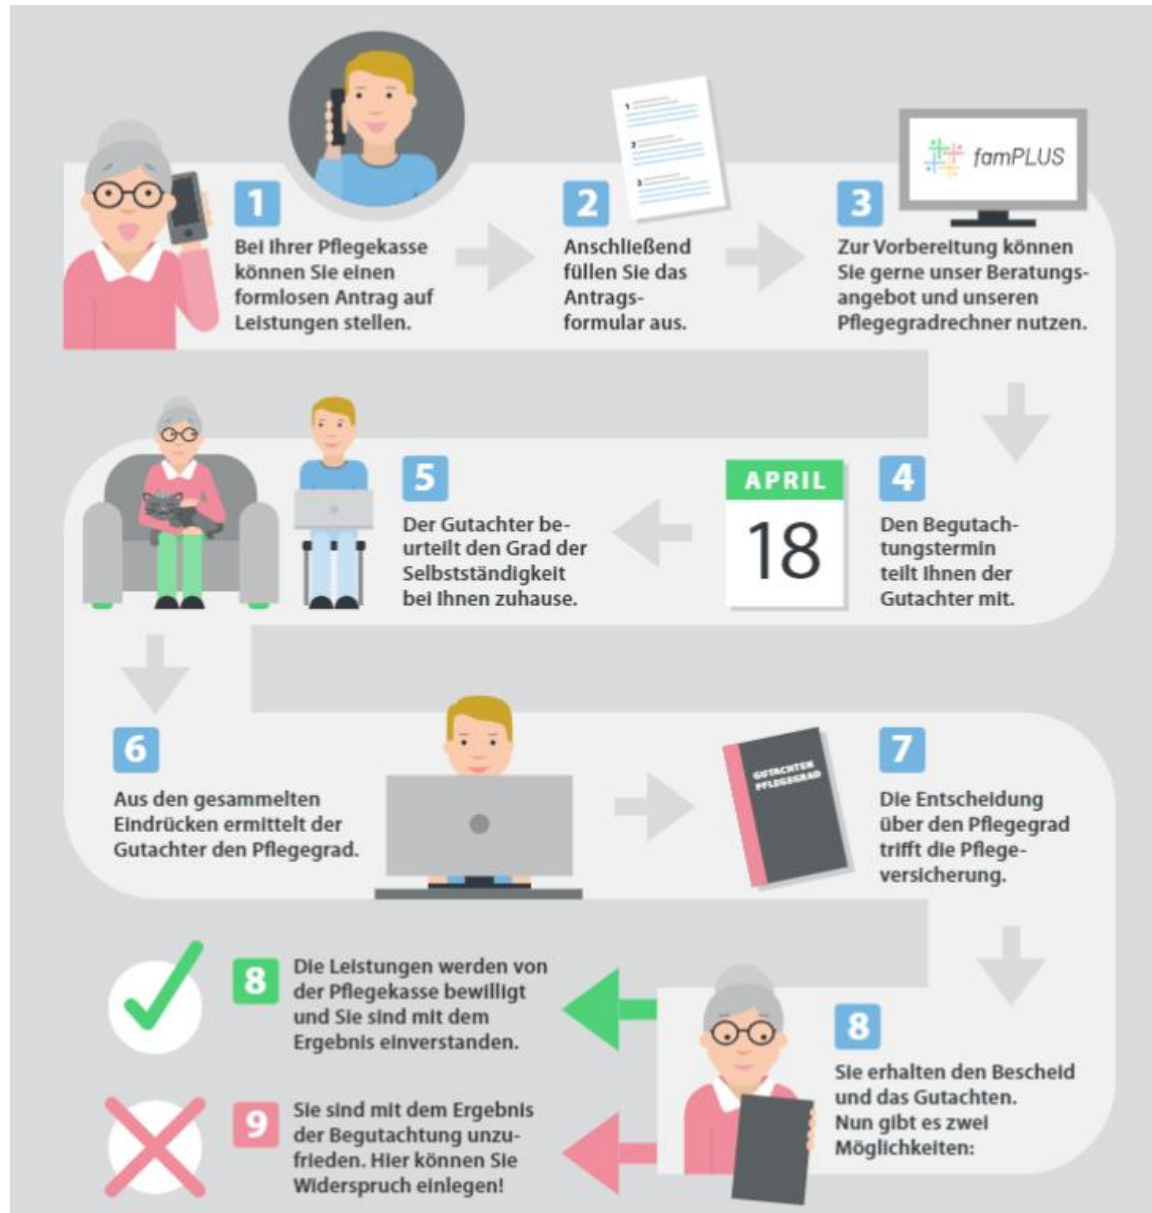 1
Bei Ihrer Pflegekasse
können Sie einen
formlosen Antrag auf
Leistungen stellen.
1
2
3
2
Anschließend
füllen Sie das
Antrags-
formular aus.
famPLUS
3
Zur Vorbereitung können
Sie gerne unser Beratungs-
angebot und unseren
Pflegegradrechner nutzen.
APRIL
18
4
Den Begutach-
tungstermin
teilt Ihnen der
Gutachter mit.
5
Der Gutachter be-
urteilt den Grad der
Selbstständigkeit
bei Ihnen zuhause.
6
Aus den gesammelten
Eindrücken ermittelt der
Gutachter den Pflegegrad.
GUTACHTEN
PFLEGEGRAD
7
Die Entscheidung
über den Pflegegrad
trifft die Pflege-
versicherung.
8
Sie erhalten den Bescheid
und das Gutachten.
Nun gibt es zwei
Möglichkeiten:
8
Die Leistungen werden von
der Pflegekasse bewilligt
und Sie sind mit dem
Ergebnis einverstanden.
9
Sie sind mit dem Ergebnis
der Begutachtung unzu-
frieden. Hier können Sie
Widerspruch einlegen!